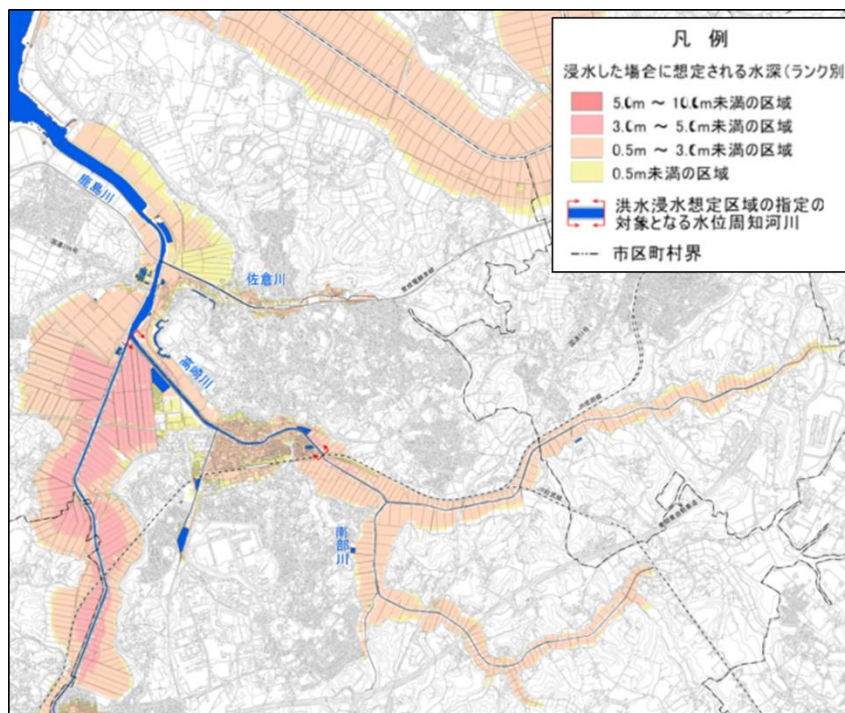 凡 例
浸水した場合に想定される水深(ランク別
5.0m ~ 10.0m未満の区域
3.0m ~ 5.0m未満の区域
0.5m ~ 3.0m未満の区域
0.5m未満の区域
洪水浸水想定区域の指定の
対象となる水位周知河川
市区町村界
鹿島川
佐倉川
高崎川
南部川